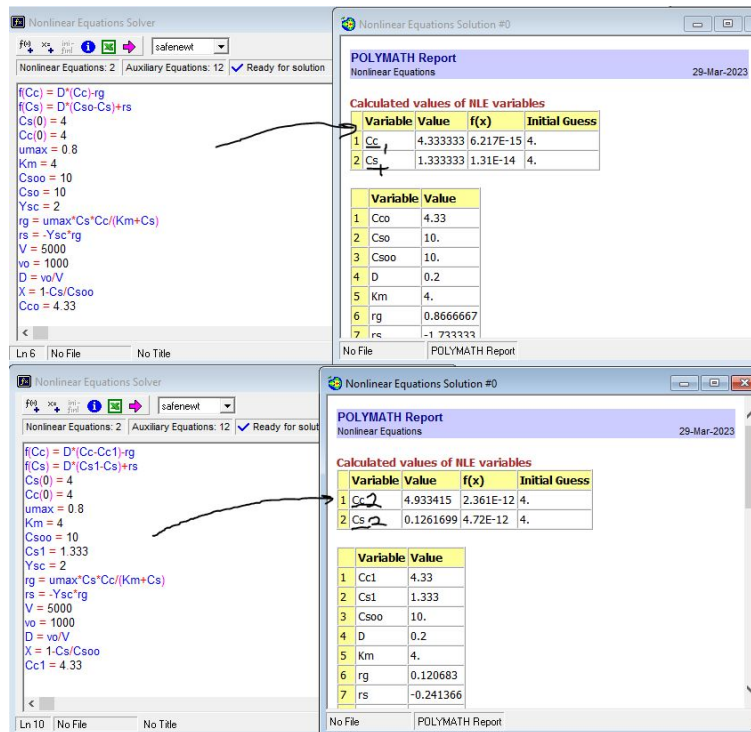 Nonlinear Equations Solver
f(x) x= ini- finl safenewt
Nonlinear Equations: 2 Auxiliary Equations: 12 Ready for solution
f(Cc) = D*(Cc)-rg
f(Cs) = D*(Cso-Cs)+rs
Cs(0) = 4
Cc(0) = 4
umax = 0.8
Km = 4
Csoo = 10
Cso = 10
Ysc = 2
rg = umax*Cs*Cc/(Km+Cs)
rs = -Ysc*rg
V = 5000
vo = 1000
D = vo/V
X = 1-Cs/Csoo
Cco = 4.33
Ln 6 No File No Title
Nonlinear Equations Solution #0
POLYMATH Report
Nonlinear Equations 29-Mar-2023
Calculated values of NLE variables
Variable Value f(x) Initial Guess
1 Cc 1 4.333333 6.217E-15 4.
2 Cs 1 1.333333 1.31E-14 4.
Variable Value
1 Cco 4.33
2 Cso 10.
3 Csoo 10.
4 D 0.2
5 Km 4.
6 rg 0.8666667
7 rs -1.733333
No File POLYMATH Report
Nonlinear Equations Solver
f(x) x= ini- finl safenewt
Nonlinear Equations: 2 Auxiliary Equations: 12 Ready for solut
f(Cc) = D*(Cc-Cc1)-rg
f(Cs) = D*(Cs1-Cs)+rs
Cs(0) = 4
Cc(0) = 4
umax = 0.8
Km = 4
Csoo = 10
Cs1 = 1.333
Ysc = 2
rg = umax*Cs*Cc/(Km+Cs)
rs = -Ysc*rg
V = 5000
vo = 1000
D = vo/V
X = 1-Cs/Csoo
Cc1 = 4.33
Ln 10 No File No Title
Nonlinear Equations Solution #0
POLYMATH Report
Nonlinear Equations 29-Mar-2023
Calculated values of NLE variables
Variable Value f(x) Initial Guess
1 Cc 2 4.933415 2.361E-12 4.
2 Cs 2 0.1261699 4.72E-12 4.
Variable Value
1 Cc1 4.33
2 Cs1 1.333
3 Csoo 10.
4 D 0.2
5 Km 4.
6 rg 0.120683
7 rs -0.241366
No File POLYMATH Report